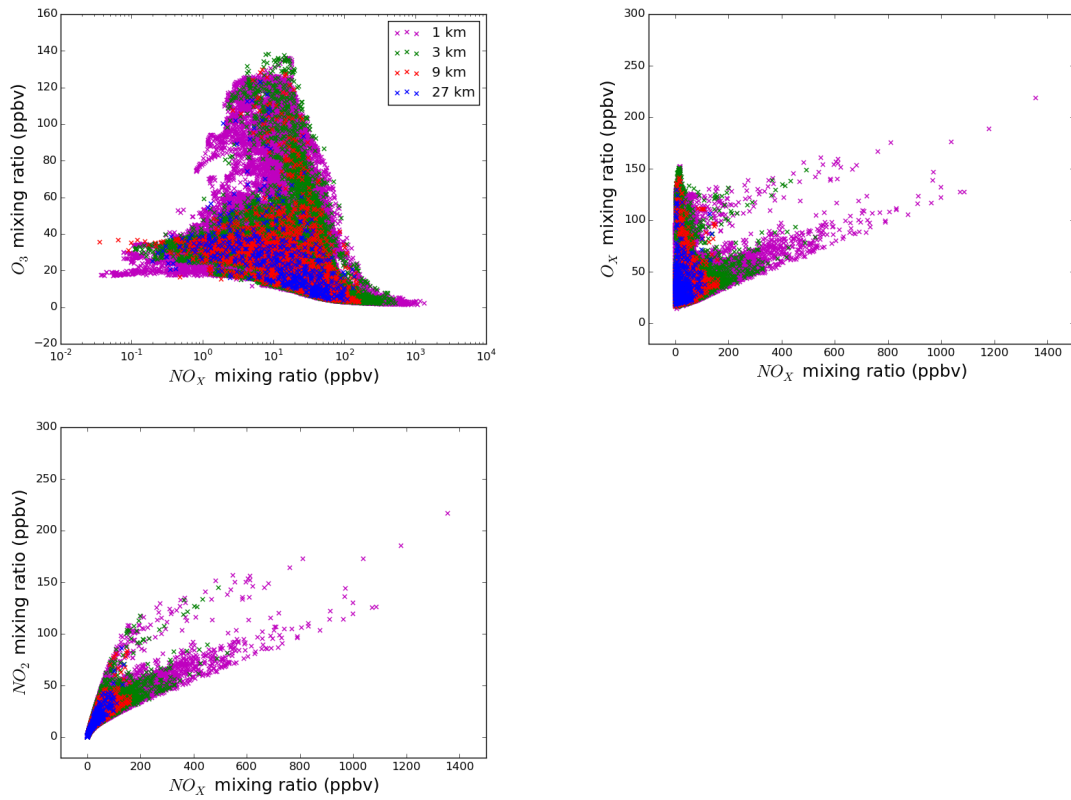 160
140
120
100
80
60
40
20
0
−20
O3 mixing ratio (ppbv)
10^-2 10^-1 10^0 10^1 10^2 10^3 10^4
NOX mixing ratio (ppbv)
1 km
3 km
9 km
27 km
300
250
200
150
100
50
0
OX mixing ratio (ppbv)
0 200 400 600 800 1000 1200 1400
NOX mixing ratio (ppbv)
300
250
200
150
100
50
0
NO2 mixing ratio (ppbv)
0 200 400 600 800 1000 1200 1400
NOX mixing ratio (ppbv)